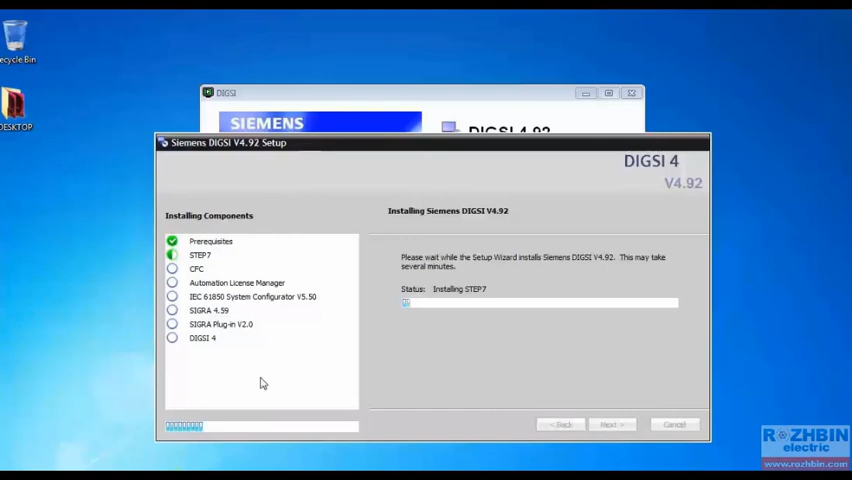 ecycle Bin
DESKTOP
DIGSI
SIEMENS
DIGSI 4.92
Siemens DIGSI V4.92 Setup
DIGSI 4
V4.92
Installing Components
Prerequisites
STEP7
CFC
Automation License Manager
IEC 61850 System Configurator V5.50
SIGRA 4.59
SIGRA Plug-in V2.0
DIGSI 4
Installing Siemens DIGSI V4.92
Please wait while the Setup Wizard installs Siemens DIGSI V4.92. This may take
several minutes.
Status: Installing STEP7
< Back
Next >
Cancel
ROZHBIN
electric
www.rozhbin.com